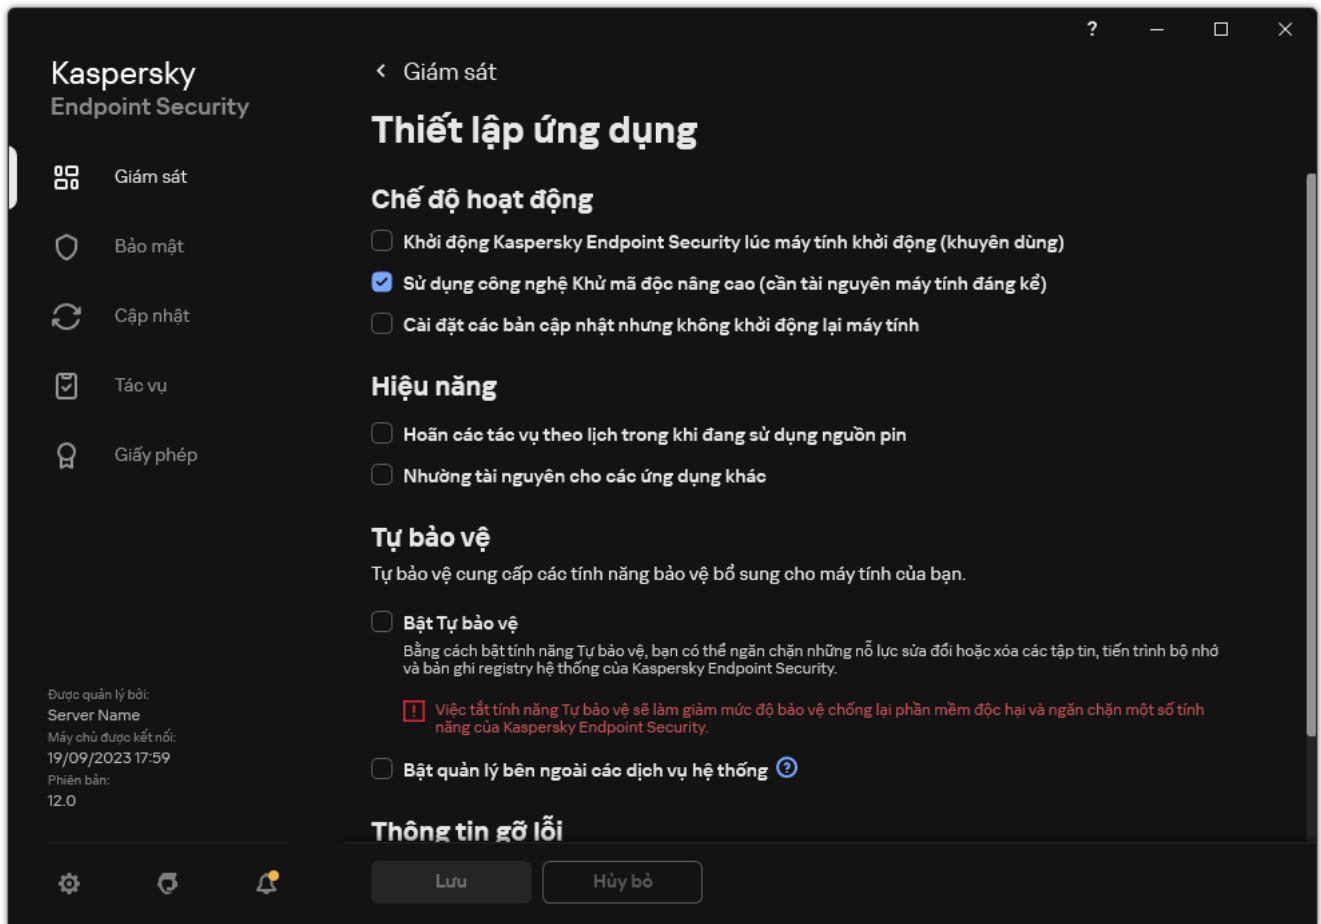 ?
Kaspersky
Endpoint Security
Giám sát
Bảo mật
Cập nhật
Tác vụ
Giấy phép
Được quản lý bởi:
Server Name
Máy chủ được kết nối:
19/09/2023 17:59
Phiên bản:
12.0
Giám sát
Thiết lập ứng dụng
Chế độ hoạt động
Khởi động Kaspersky Endpoint Security lúc máy tính khởi động (khuyên dùng)
Sử dụng công nghệ Khử mã độc nâng cao (cần tài nguyên máy tính đáng kể)
Cài đặt các bản cập nhật nhưng không khởi động lại máy tính
Hiệu năng
Hoãn các tác vụ theo lịch trong khi đang sử dụng nguồn pin
Nhường tài nguyên cho các ứng dụng khác
Tự bảo vệ
Tự bảo vệ cung cấp các tính năng bảo vệ bổ sung cho máy tính của bạn.
Bật Tự bảo vệ
Bằng cách bật tính năng Tự bảo vệ, bạn có thể ngăn chặn những nỗ lực sửa đổi hoặc xóa các tập tin, tiến trình bộ nhớ
và bản ghi registry hệ thống của Kaspersky Endpoint Security.
Việc tắt tính năng Tự bảo vệ sẽ làm giảm mức độ bảo vệ chống lại phần mềm độc hại và ngăn chặn một số tính
năng của Kaspersky Endpoint Security.
Bật quản lý bên ngoài các dịch vụ hệ thống ?
Thông tin gỡ lỗi
Lưu
Hủy bỏ